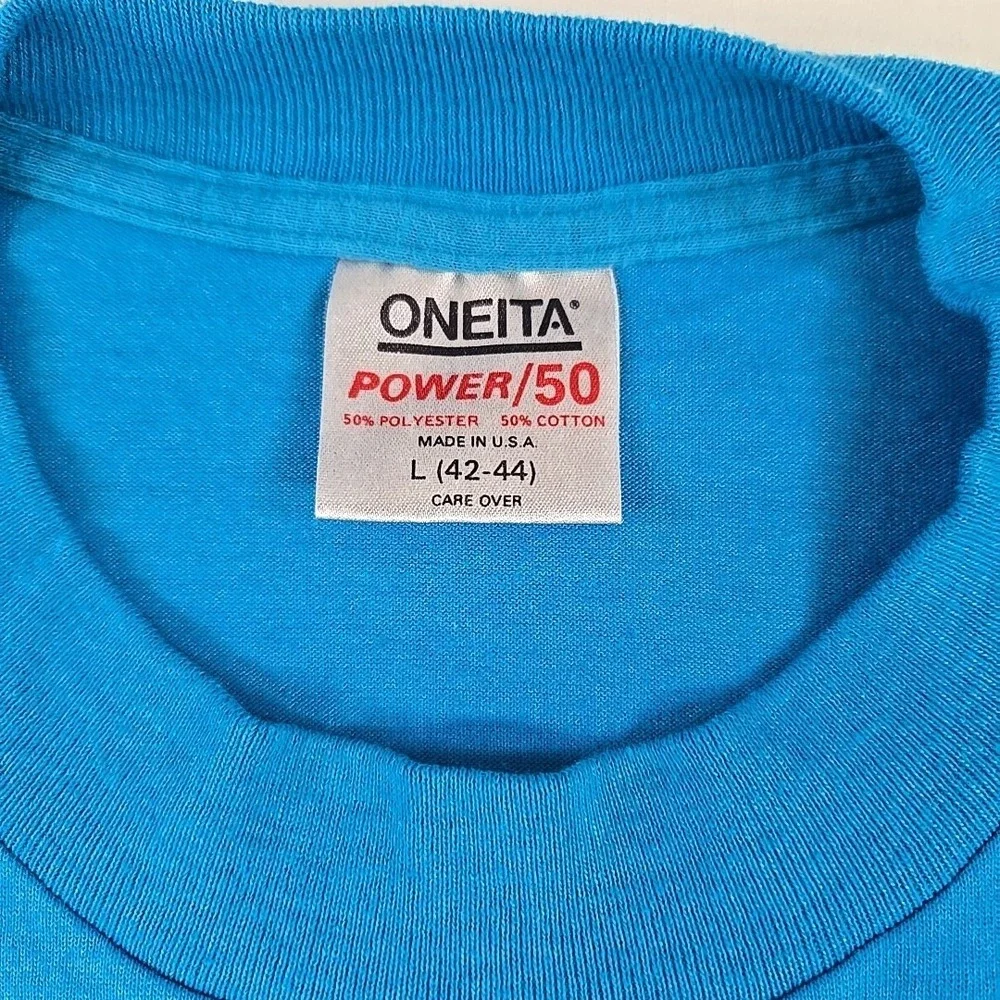 ONEITA®
POWER/50
50% POLYESTER 50% COTTON
MADE IN U.S.A.
L (42-44)
CARE OVER